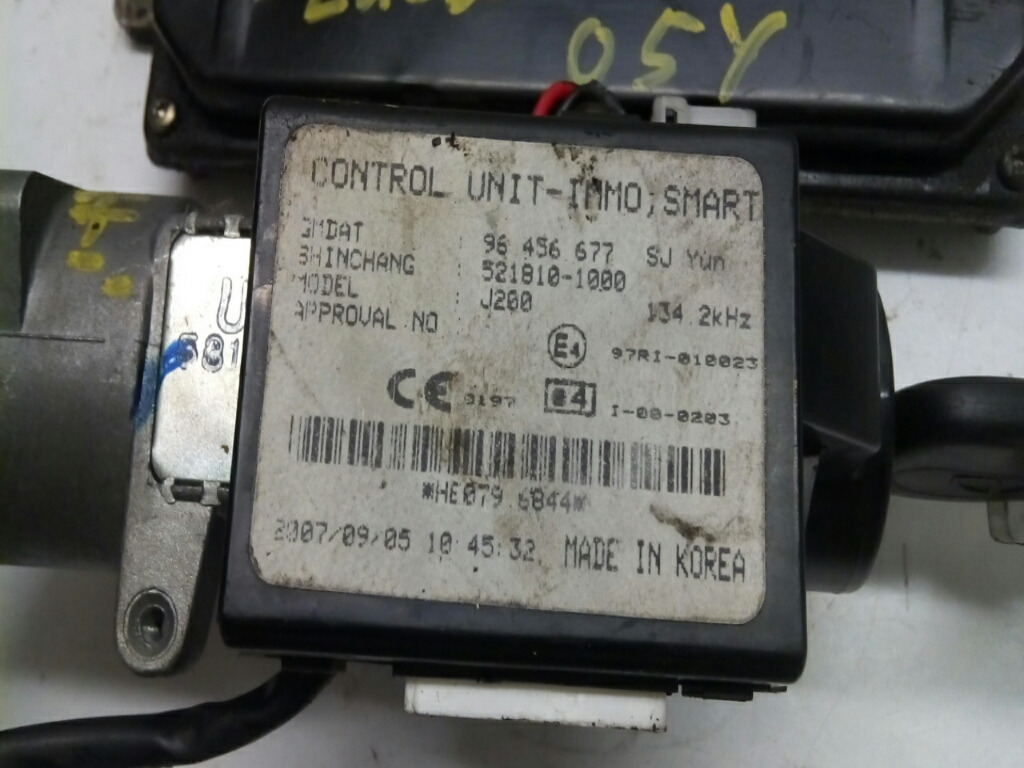 05Y
CONTROL UNIT-IMMO;SMART
GMDAT : 96 456 677 SJ Yun
SHINCHANG : 521810-1000
MODEL : J200 134.2kHz
APPROVAL NO
E4 97RI-010023
CE 0197 e4 I-00-0203
*HE079 6844*
2007/09/05 10:45:32 MADE IN KOREA
U
581